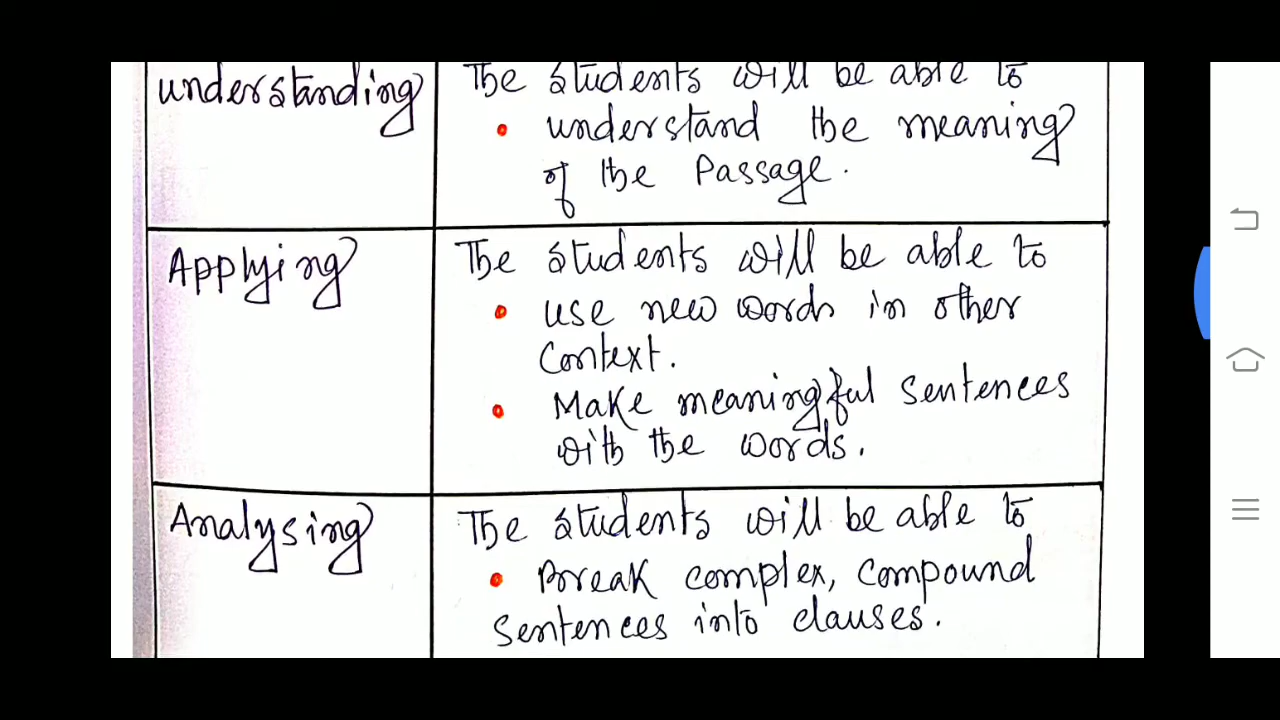 understanding
The students will be able to
• understand the meaning
of the Passage.
Applying
The students will be able to
• use new words in other
Context.
• Make meaningful sentences
with the words.
Analysing
The students will be able to
• Break complex, compound
sentences into clauses.